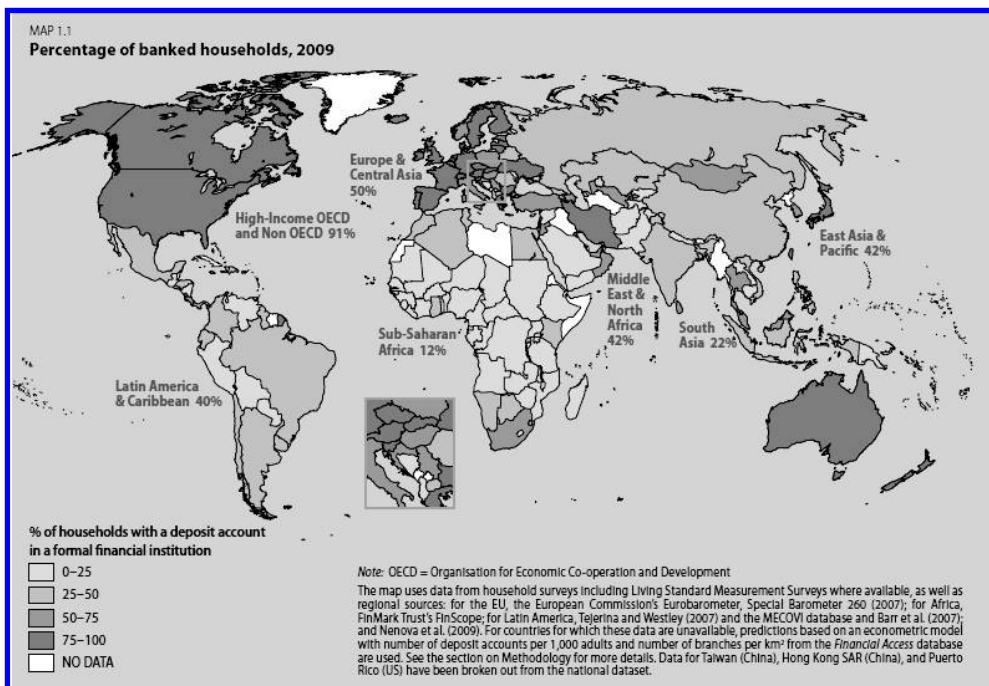 MAP 1.1
Percentage of banked households, 2009
Europe &
Central Asia
50%
High-Income OECD
and Non OECD 91%
East Asia &
Pacific 42%
Middle
East &
North
Africa
42%
Sub-Saharan
Africa 12%
South
Asia 22%
Latin America
& Caribbean 40%
% of households with a deposit account
in a formal financial institution
0–25
25–50
50–75
75–100
NO DATA
Note: OECD = Organisation for Economic Co-operation and Development
The map uses data from household surveys including Living Standard Measurement Surveys where available, as well as
regional sources: for the EU, the European Commission's Eurobarometer, Special Barometer 260 (2007); for Africa,
FinMark Trust's FinScope; for Latin America, Tejerina and Westley (2007) and the MECOVI database and Barr et al. (2007);
and Nenova et al. (2009). For countries for which these data are unavailable, predictions based on an econometric model
with number of deposit accounts per 1,000 adults and number of branches per km² from the Financial Access database
are used. See the section on Methodology for more details. Data for Taiwan (China), Hong Kong SAR (China), and Puerto
Rico (US) have been broken out from the national dataset.